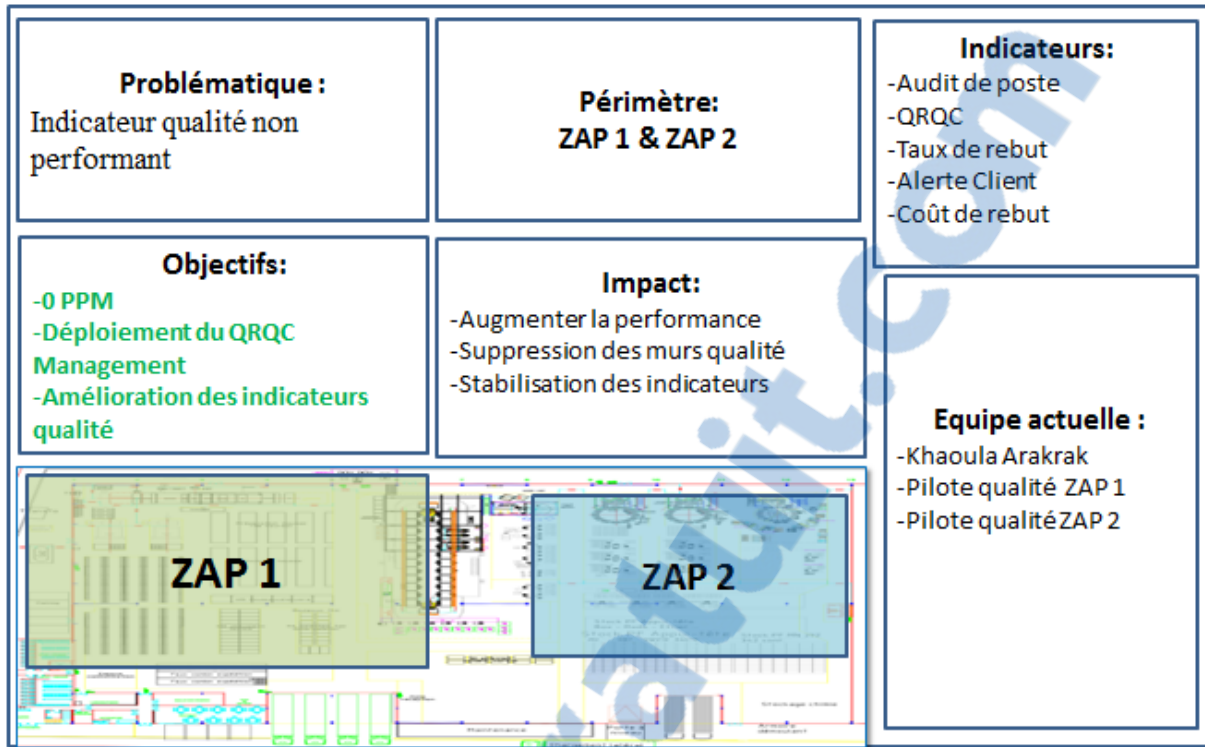 Problématique :
Indicateur qualité non
performant
Périmètre:
ZAP 1 & ZAP 2
Indicateurs:
-Audit de poste
-QRQC
-Taux de rebut
-Alerte Client
-Coût de rebut
Objectifs:
-0 PPM
-Déploiement du QRQC
Management
-Amélioration des indicateurs
qualité
Impact:
-Augmenter la performance
-Suppression des murs qualité
-Stabilisation des indicateurs
Equipe actuelle :
-Khaoula Arakrak
-Pilote qualité ZAP 1
-Pilote qualité ZAP 2
ZAP 1
ZAP 2
Maintenance
ratuit.com